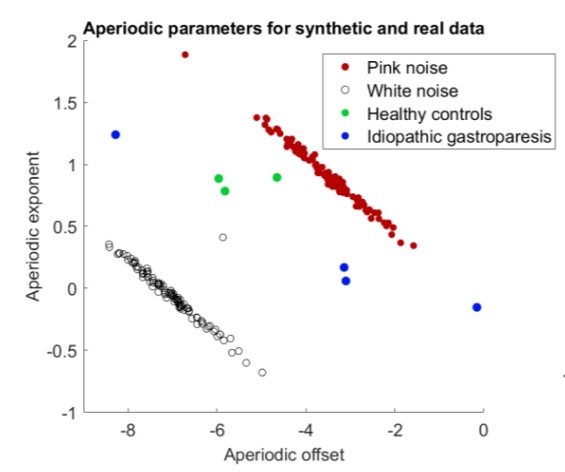 Aperiodic parameters for synthetic and real data
2
1.5
1
0.5
0
-0.5
-1
Aperiodic exponent
Pink noise
White noise
Healthy controls
Idiopathic gastroparesis
-8 -6 -4 -2 0
Aperiodic offset